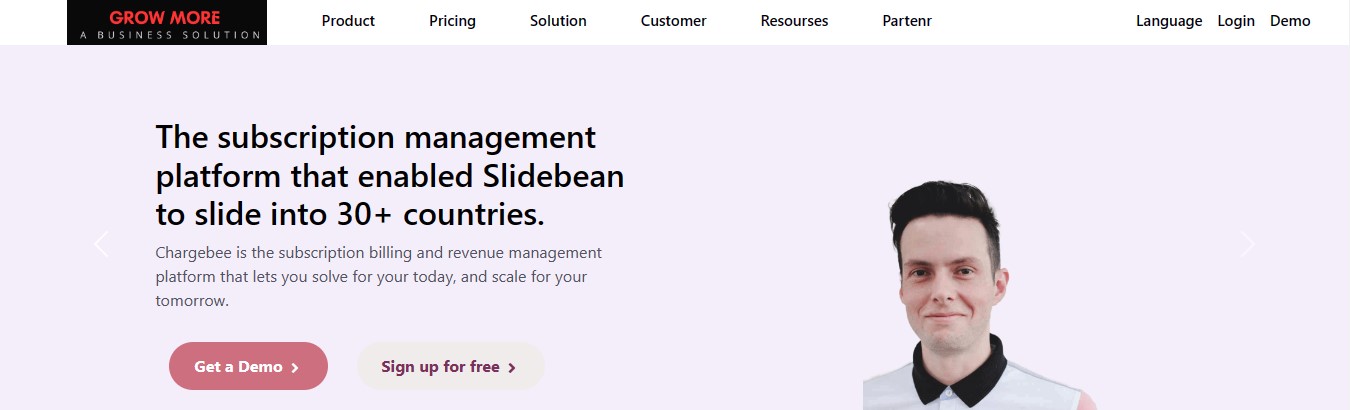 GROW MORE
A BUSINESS SOLUTION
Product Pricing Solution Customer Resourses Partenr Language Login Demo
The subscription management
platform that enabled Slidebean
to slide into 30+ countries.
Chargebee is the subscription billing and revenue management
platform that lets you solve for your today, and scale for your
tomorrow.
Get a Demo Sign up for free